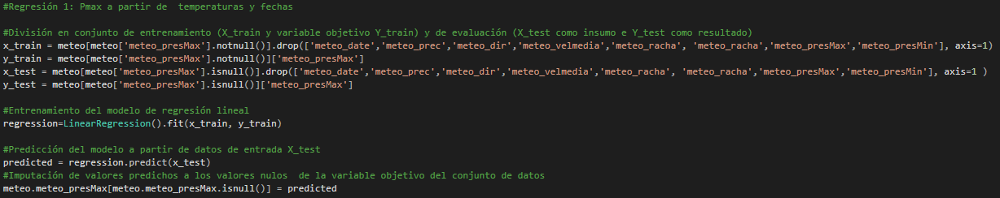 #Regresión 1: Pmax a partir de  temperaturas y fechas
#División en conjunto de entrenamiento (X_train y variable objetivo Y_train) y de evaluación (X_test como insumo e Y_test como resultado)
x_train = meteo[meteo['meteo_presMax'].notnull()].drop(['meteo_date','meteo_prec','meteo_dir','meteo_velmedia','meteo_racha', 'meteo_racha','meteo_presMax','meteo_presMin'], axis=1)
y_train = meteo[meteo['meteo_presMax'].notnull()]['meteo_presMax']
x_test = meteo[meteo['meteo_presMax'].isnull()].drop(['meteo_date','meteo_prec','meteo_dir','meteo_velmedia','meteo_racha', 'meteo_racha','meteo_presMax','meteo_presMin'], axis=1 )
y_test = meteo[meteo['meteo_presMax'].isnull()]['meteo_presMax']
#Entrenamiento del modelo de regresión lineal
regression=LinearRegression().fit(x_train, y_train)
#Predicción del modelo a partir de datos de entrada X_test
predicted = regression.predict(x_test)
#Imputación de valores predichos a los valores nulos  de la variable objetivo del conjunto de datos
meteo.meteo_presMax[meteo.meteo_presMax.isnull()] = predicted